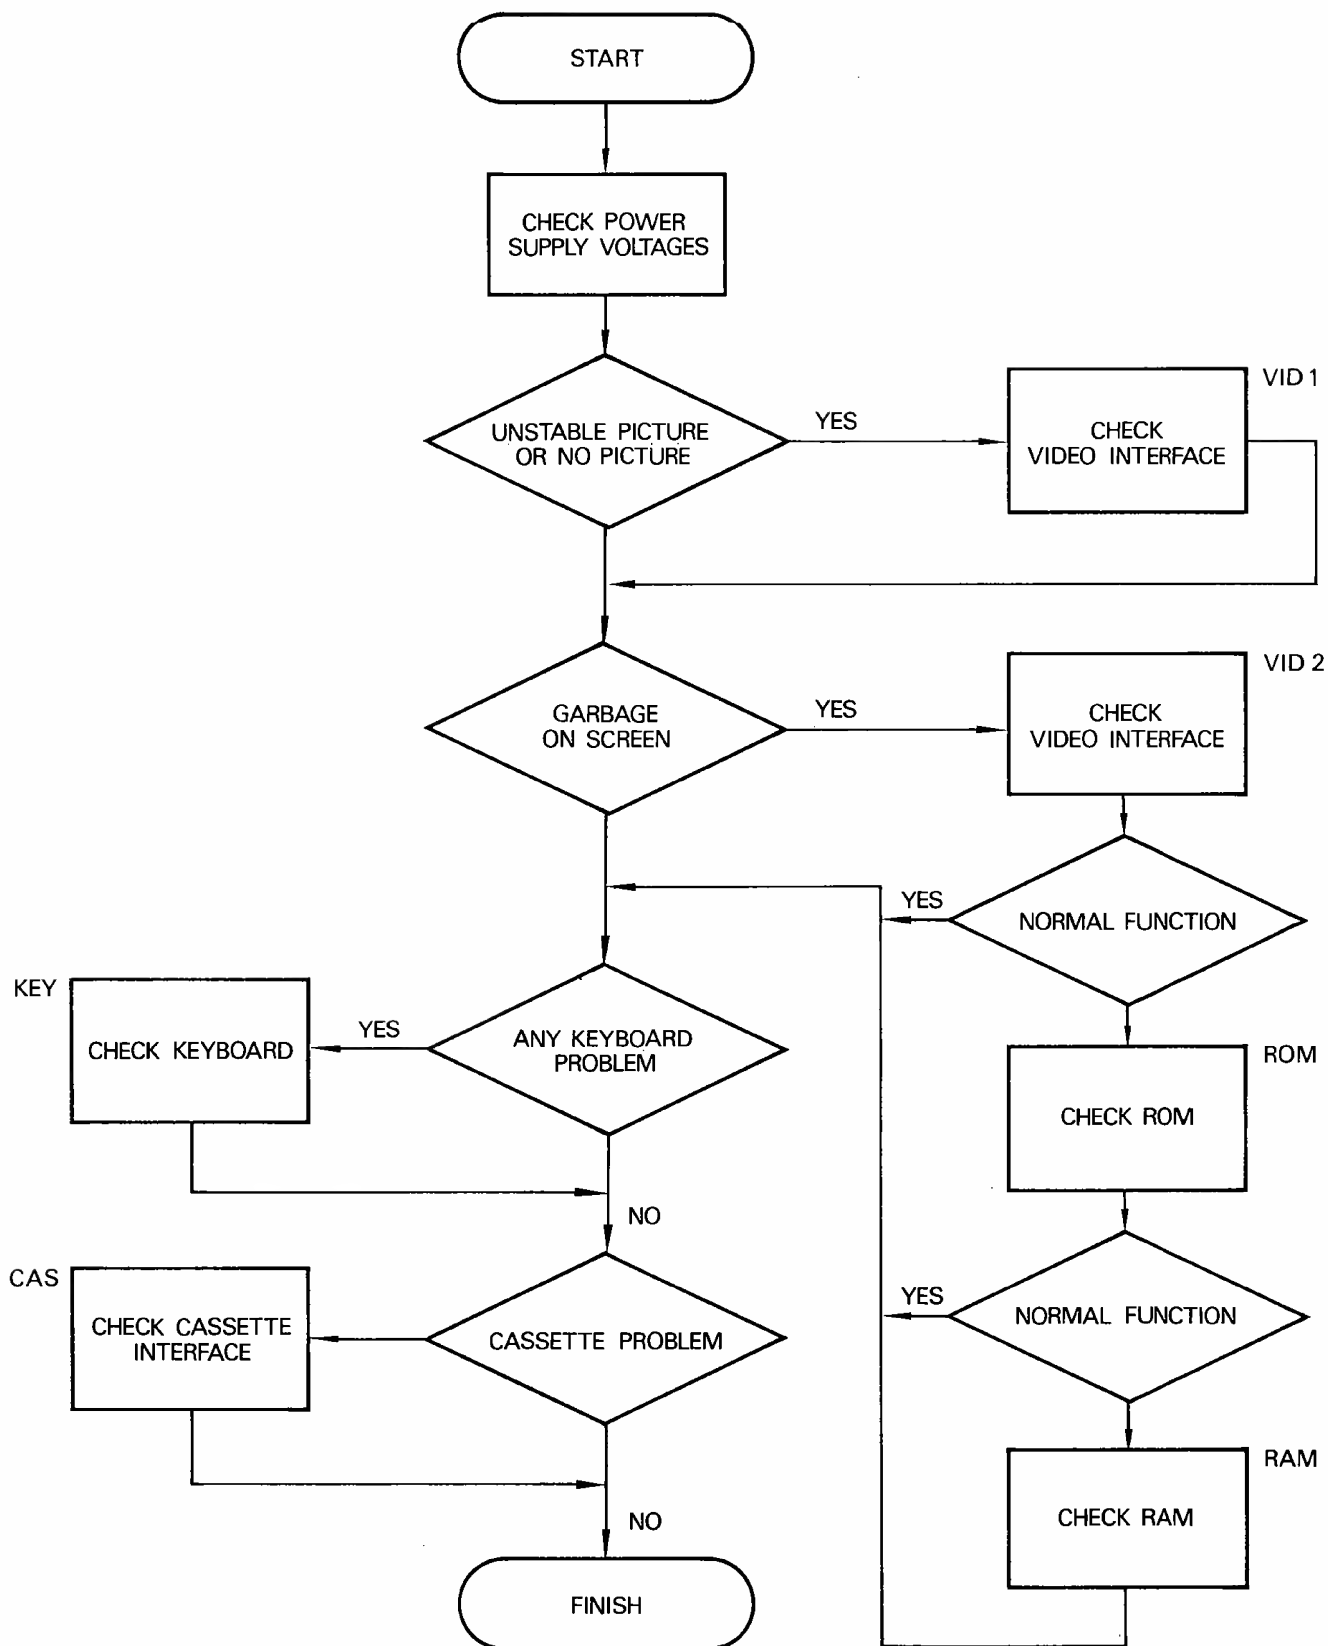 START
CHECK POWER
SUPPLY VOLTAGES
UNSTABLE PICTURE
OR NO PICTURE
YES
VID 1
CHECK
VIDEO INTERFACE
GARBAGE
ON SCREEN
YES
VID 2
CHECK
VIDEO INTERFACE
YES
NORMAL FUNCTION
KEY
CHECK KEYBOARD
YES
ANY KEYBOARD
PROBLEM
ROM
CHECK ROM
NO
CAS
CHECK CASSETTE
INTERFACE
CASSETTE PROBLEM
YES
NORMAL FUNCTION
RAM
CHECK RAM
NO
FINISH